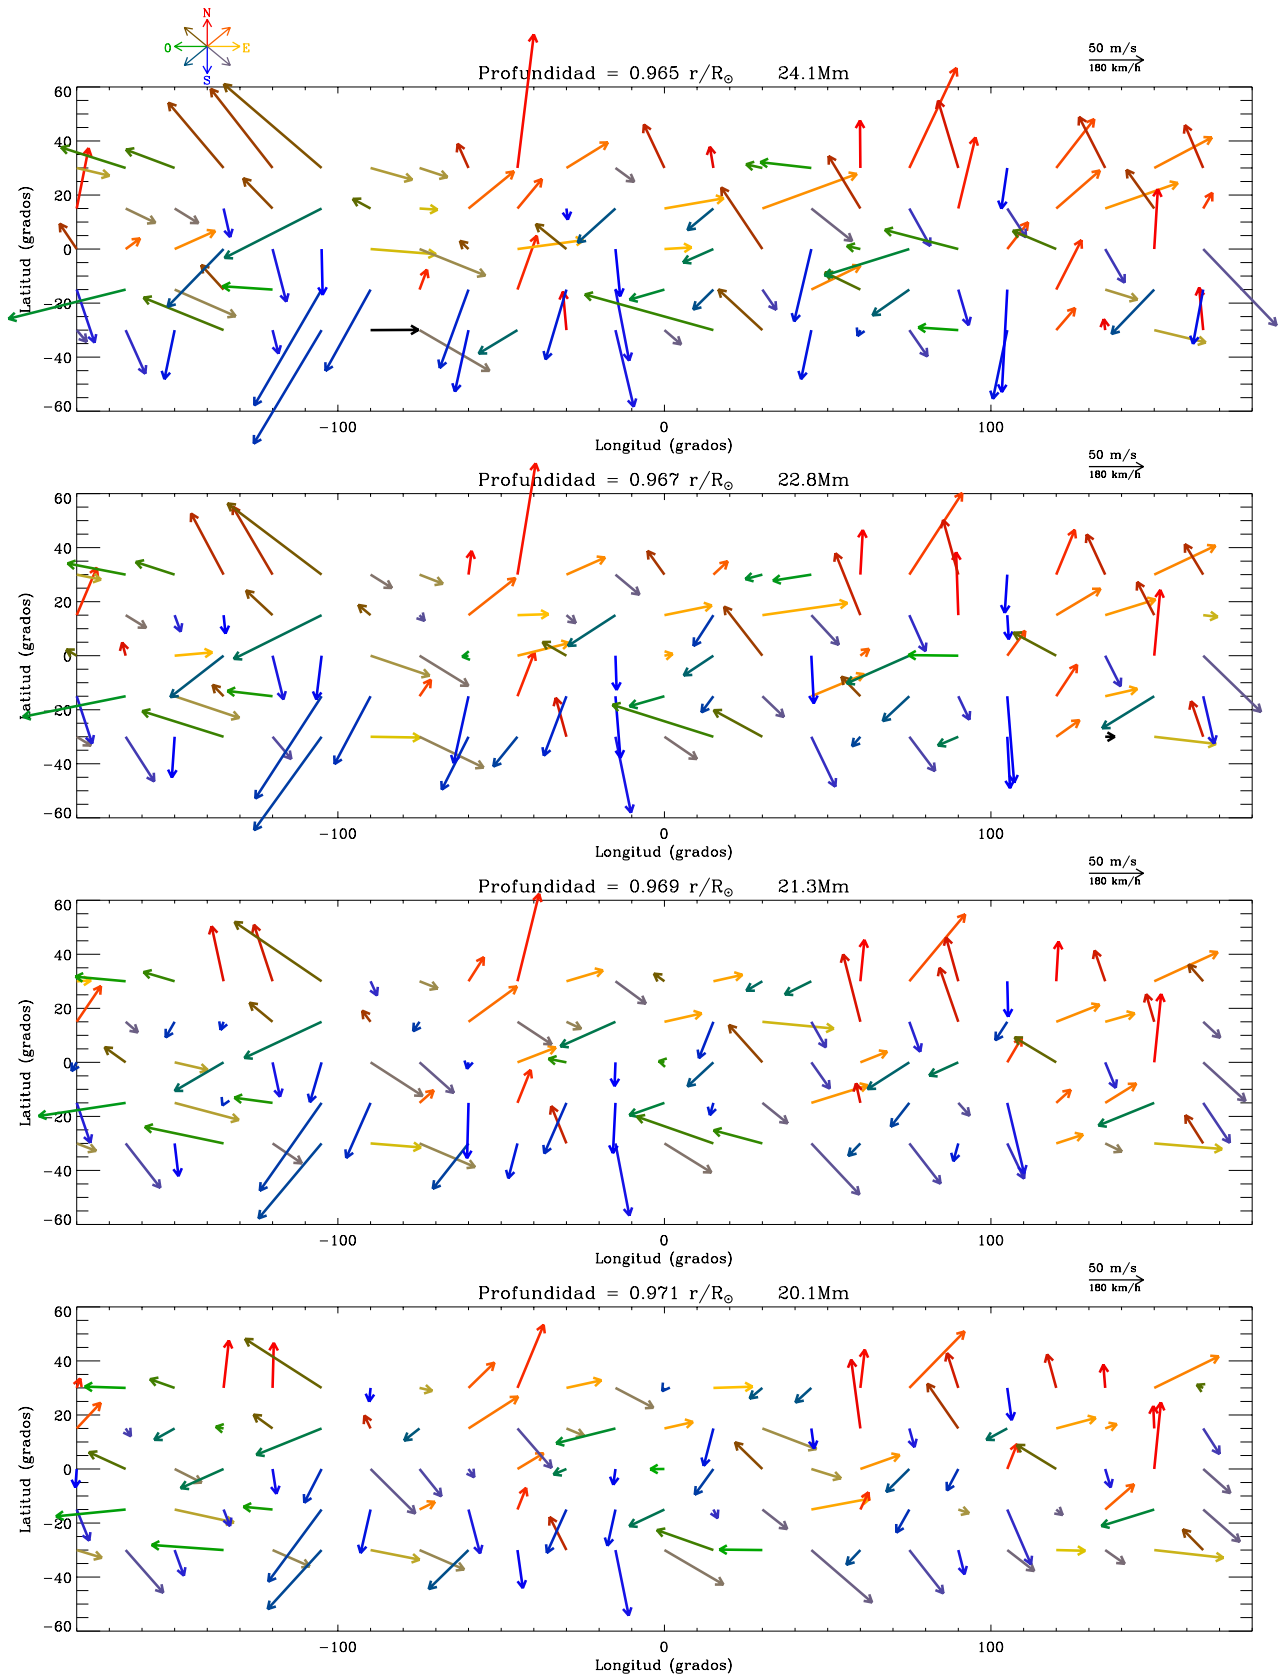 N
O E
S
50 m/s
180 km/h
Profundidad = 0.965 r/R☉ 24.1Mm
60
40
20
0
−20
−40
−60
Latitud (grados)
−100 0 100
Longitud (grados)
50 m/s
180 km/h
Profundidad = 0.967 r/R☉ 22.8Mm
60
40
20
0
−20
−40
−60
Latitud (grados)
−100 0 100
Longitud (grados)
50 m/s
180 km/h
Profundidad = 0.969 r/R☉ 21.3Mm
60
40
20
0
−20
−40
−60
Latitud (grados)
−100 0 100
Longitud (grados)
50 m/s
180 km/h
Profundidad = 0.971 r/R☉ 20.1Mm
60
40
20
0
−20
−40
−60
Latitud (grados)
−100 0 100
Longitud (grados)